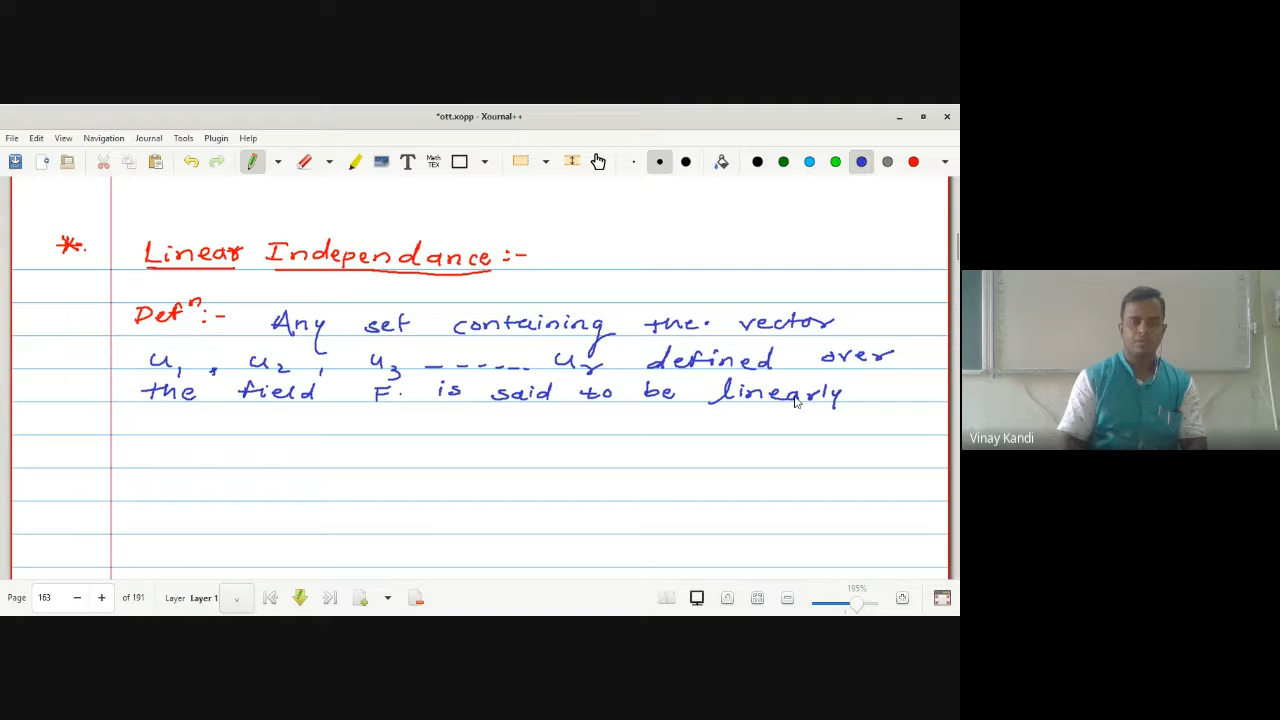 *ott.xopp - Xournal++
File Edit View Navigation Journal Tools Plugin Help
*. Linear Independance :-
Defⁿ :- Any set containing the vector
u₁, u₂, u₃ ------ uᵣ defined over
the field F. is said to be linearly
Vinay Kandi
195%
Page 163 of 191 Layer Layer 1